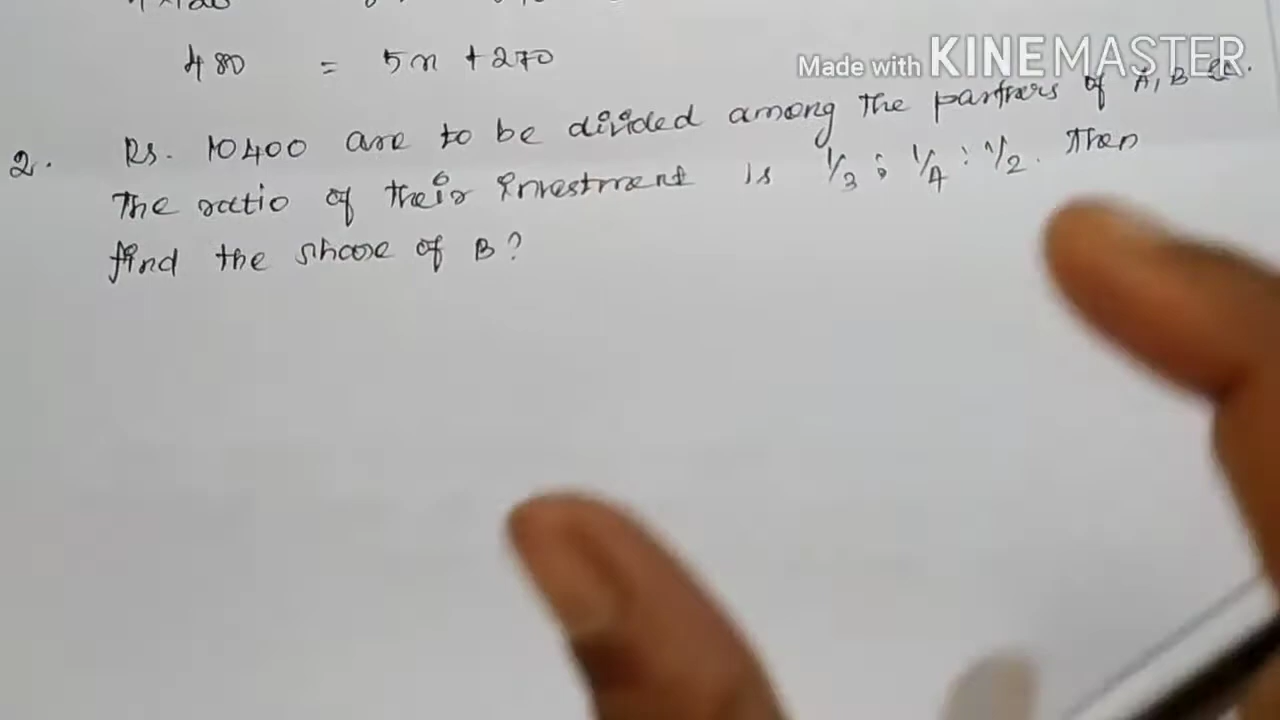 480 = 5x + 270
Made with KINEMASTER
2. Rs. 10400 are to be divided among the partners of A, B &
The ratio of their investment is 1/3 : 1/4 : 1/2. Then
find the share of B?